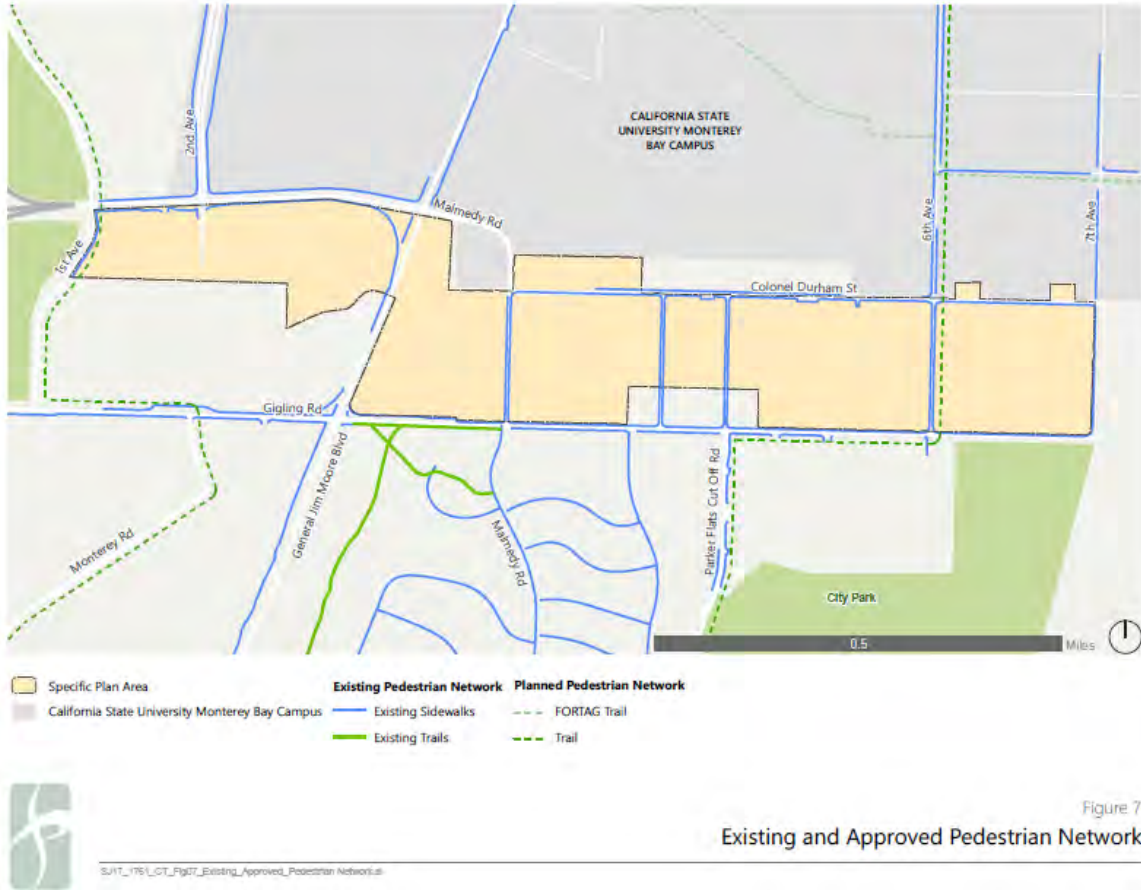 CALIFORNIA STATE
UNIVERSITY MONTEREY
BAY CAMPUS
2nd Ave
Malmedy Rd
1st Ave
6th Ave
7th Ave
Colonel Durham St
Gigling Rd
General Jim Moore Blvd
Monterey Rd
Malmedy Rd
Parker Flats Cut Off Rd
City Park
0.5
Miles
Specific Plan Area
California State University Monterey Bay Campus
Existing Pedestrian Network
Existing Sidewalks
Existing Trails
Planned Pedestrian Network
FORTAG Trail
Trail
Figure 7
Existing and Approved Pedestrian Network